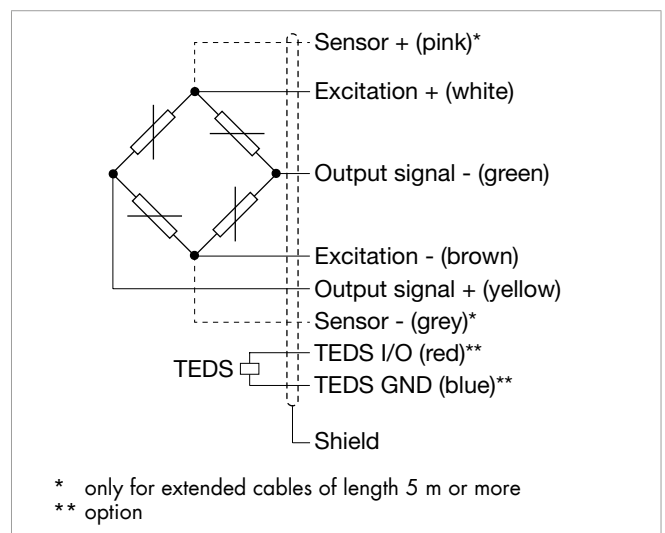 Sensor + (pink)*
Excitation + (white)
Output signal - (green)
Excitation - (brown)
Output signal + (yellow)
Sensor - (grey)*
TEDS I/O (red)**
TEDS
TEDS GND (blue)**
Shield
* only for extended cables of length 5 m or more
** option